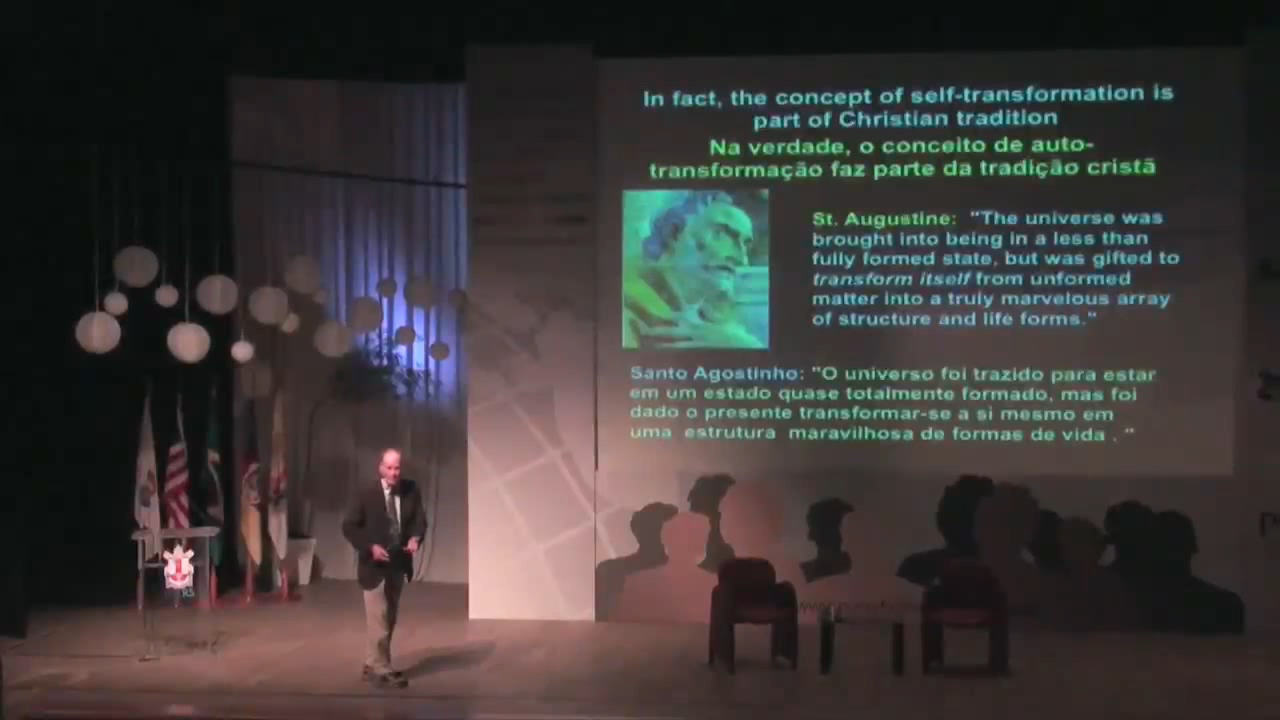 In fact, the concept of self-transformation is
part of Christian tradition
Na verdade, o conceito de auto-
transformação faz parte da tradição cristã
St. Augustine: "The universe was
brought into being in a less than
fully formed state, but was gifted to
transform itself from unformed
matter into a truly marvelous array
of structure and life forms."
Santo Agostinho: "O universo foi trazido para estar
em um estado quase totalmente formado, mas foi
dado o presente transformar-se a si mesmo em
uma estrutura maravilhosa de formas de vida . "
RS